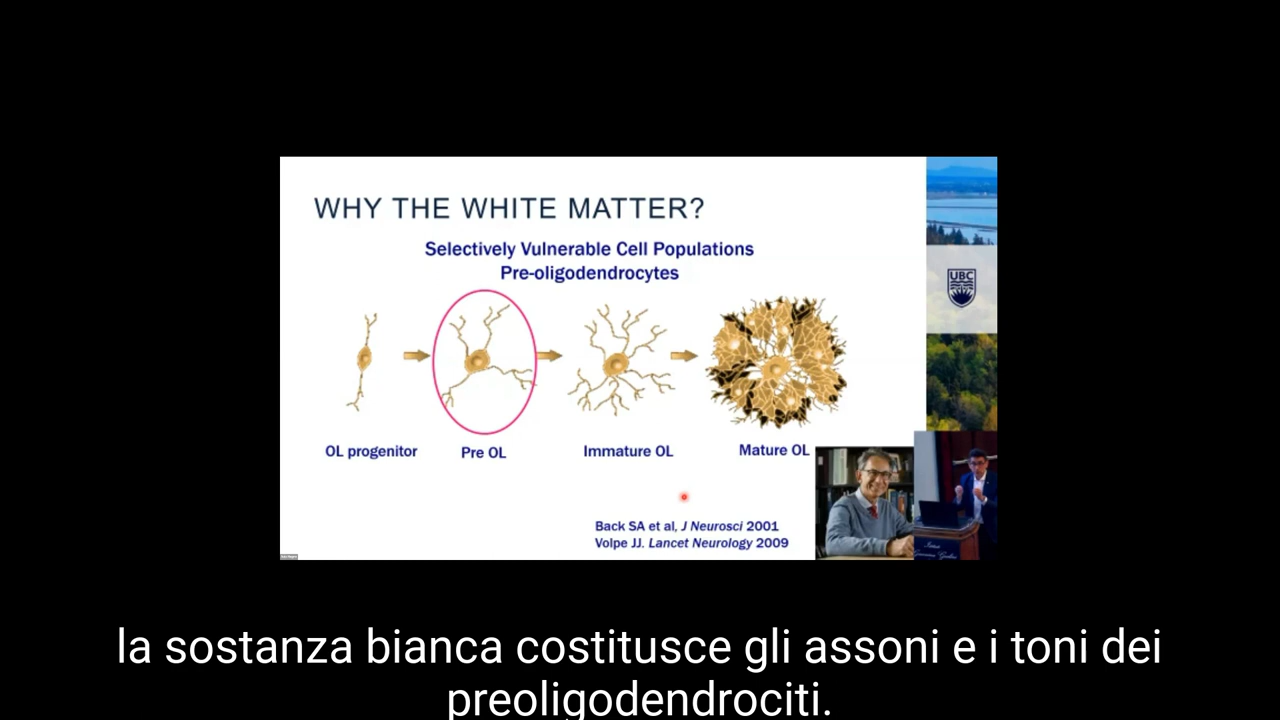 WHY THE WHITE MATTER?
Selectively Vulnerable Cell Populations
Pre-oligodendrocytes
UBC
OL progenitor
Pre OL
Immature OL
Mature OL
Back SA et al, J Neurosci 2001
Volpe JJ. Lancet Neurology 2009
la sostanza bianca costitusce gli assoni e i toni dei
preoligodendrociti.